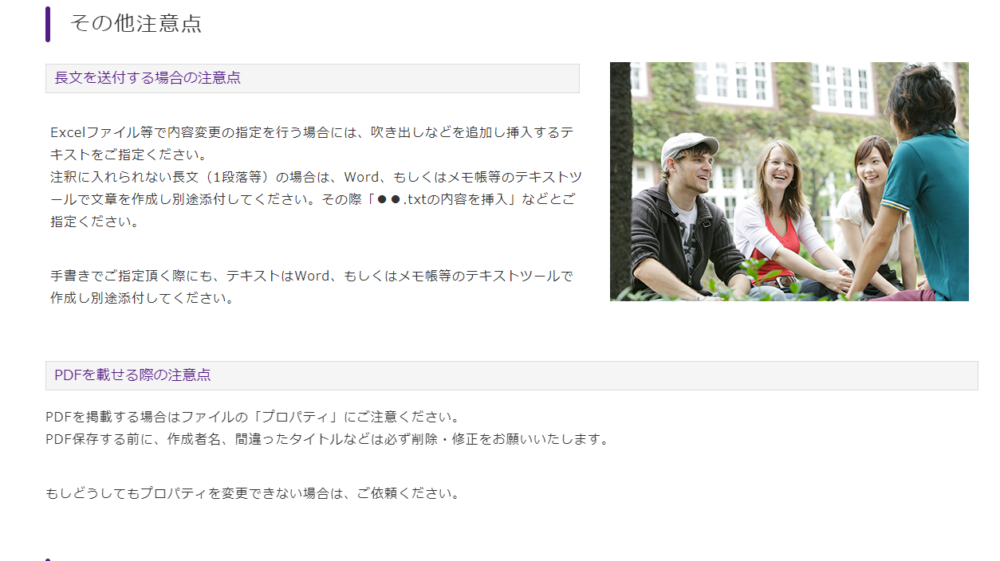 その他注意点
長文を送付する場合の注意点
Excelファイル等で内容変更の指定を行う場合には、吹き出しなどを追加し挿入するテ
キストをご指定ください。
注釈に入れられない長文（1段落等）の場合は、Word、もしくはメモ帳等のテキストツ
ールで文章を作成し別途添付してください。その際「●●.txtの内容を挿入」などとご
指定ください。
手書きでご指定頂く際にも、テキストはWord、もしくはメモ帳等のテキストツールで
作成し別途添付してください。
PDFを載せる際の注意点
PDFを掲載する場合はファイルの「プロパティ」にご注意ください。
PDF保存する前に、作成者名、間違ったタイトルなどは必ず削除・修正をお願いいたします。
もしどうしてもプロパティを変更できない場合は、ご依頼ください。